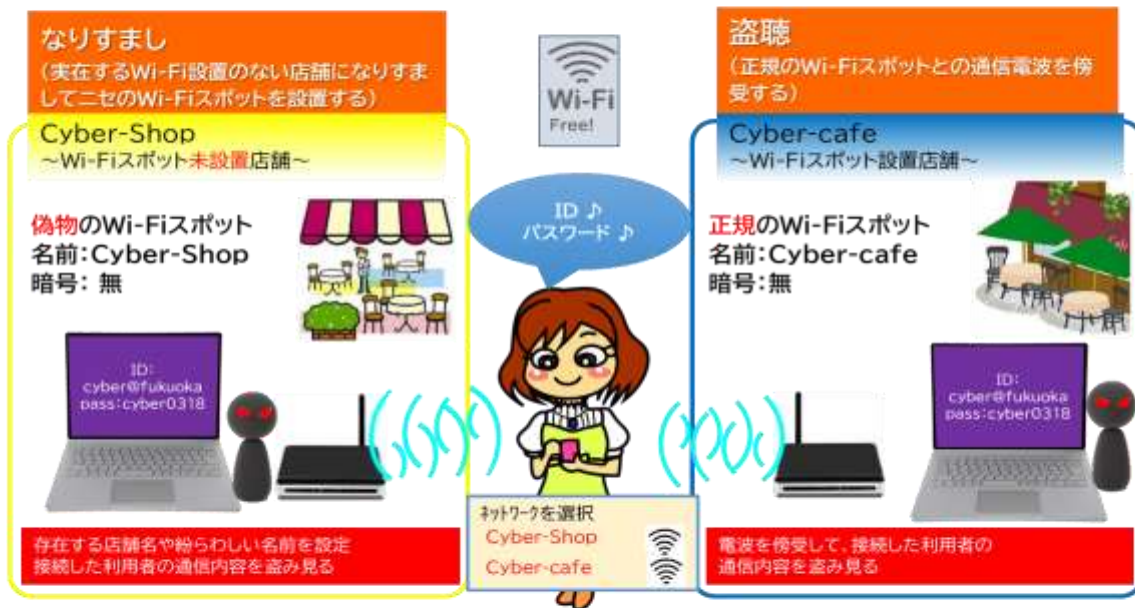 なりすまし
（実在するWi-Fi設置のない店舗になりすま
してニセのWi-Fiスポットを設置する）
Cyber-Shop
～Wi-Fiスポット未設置店舗～
偽物のWi-Fiスポット
名前：Cyber-Shop
暗号： 無
ID：
cyber@fukuoka
pass：cyber0318
存在する店舗名や紛らわしい名前を設定
接続した利用者の通信内容を盗み見る
Wi-Fi
Free!
ID ♪
パスワード ♪
ﾈｯﾄﾜｰｸを選択
Cyber-Shop
Cyber-cafe
盗聴
（正規のWi-Fiスポットとの通信電波を傍
受する）
Cyber-cafe
～Wi-Fiスポット設置店舗～
正規のWi-Fiスポット
名前：Cyber-cafe
暗号：無
ID：
cyber@fukuoka
pass：cyber0318
電波を傍受して、接続した利用者の
通信内容を盗み見る